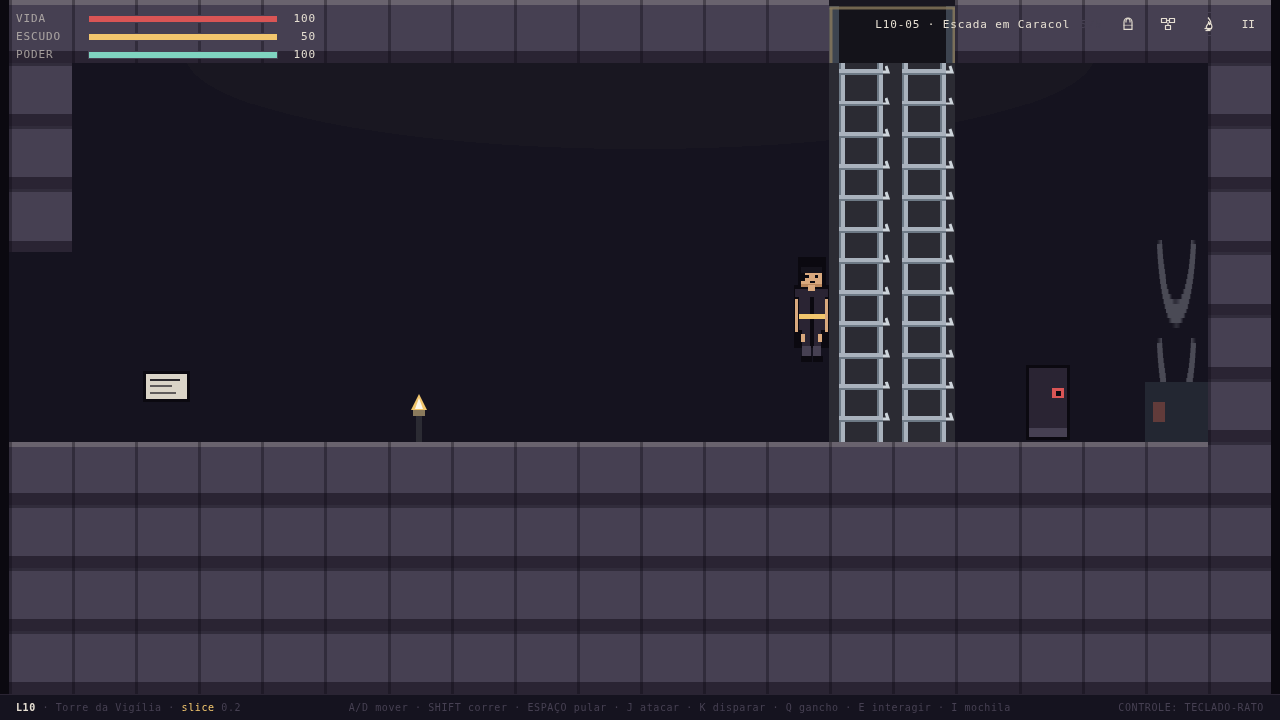 VIDA 100
ESCUDO 50
PODER 100
L10-05 · Escada em Caracol
II
L10 · Torre da Vigília · slice 0.2
A/D mover · SHIFT correr · ESPAÇO pular · J atacar · K disparar · Q gancho · E interagir · I mochila
CONTROLE: TECLADO-RATO